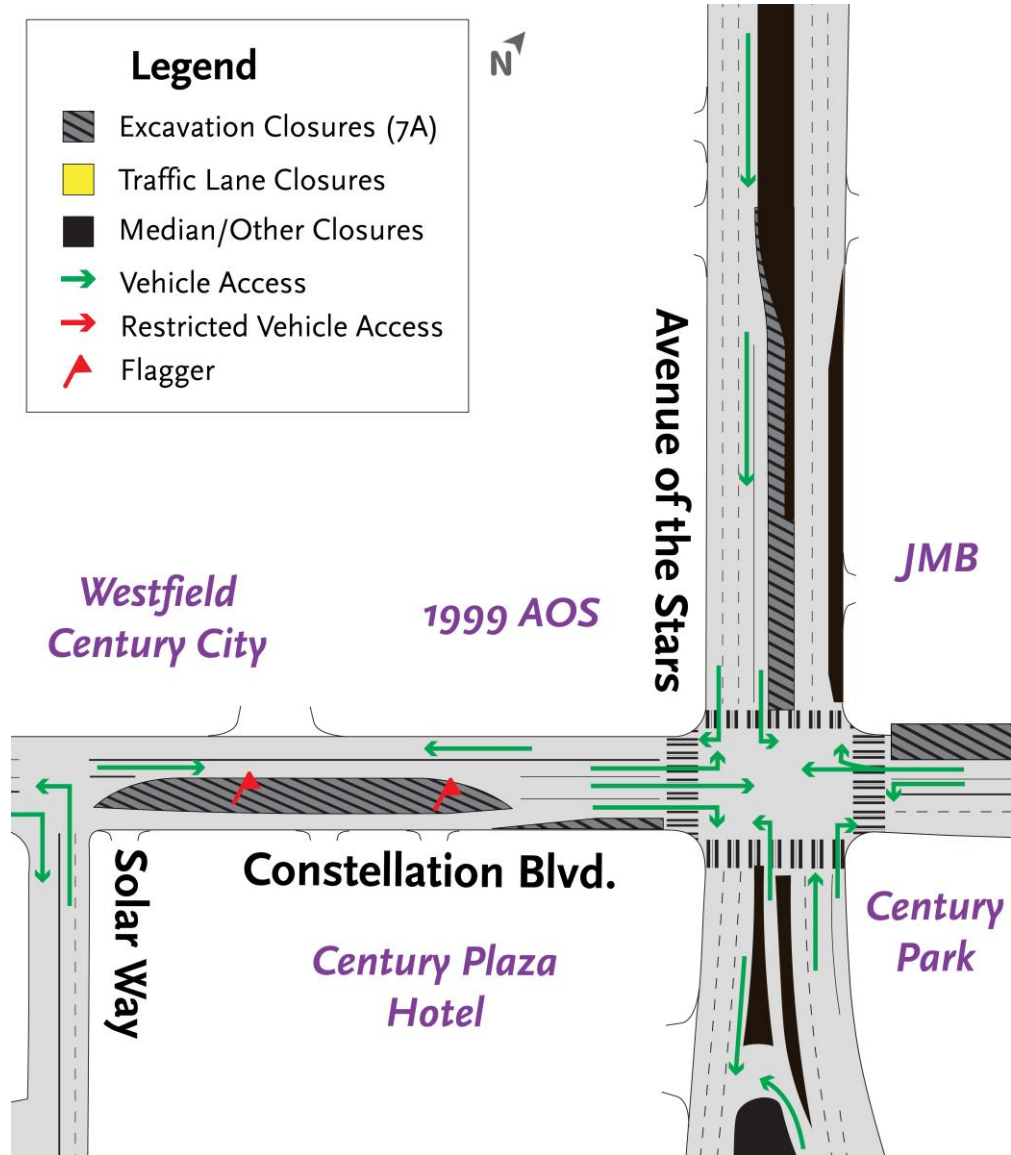 Legend
N
Excavation Closures (7A)
Traffic Lane Closures
Median/Other Closures
Vehicle Access
Restricted Vehicle Access
Flagger
Avenue of the Stars
JMB
Westfield
Century City
1999 AOS
Solar Way
Constellation Blvd.
Century Plaza
Hotel
Century
Park